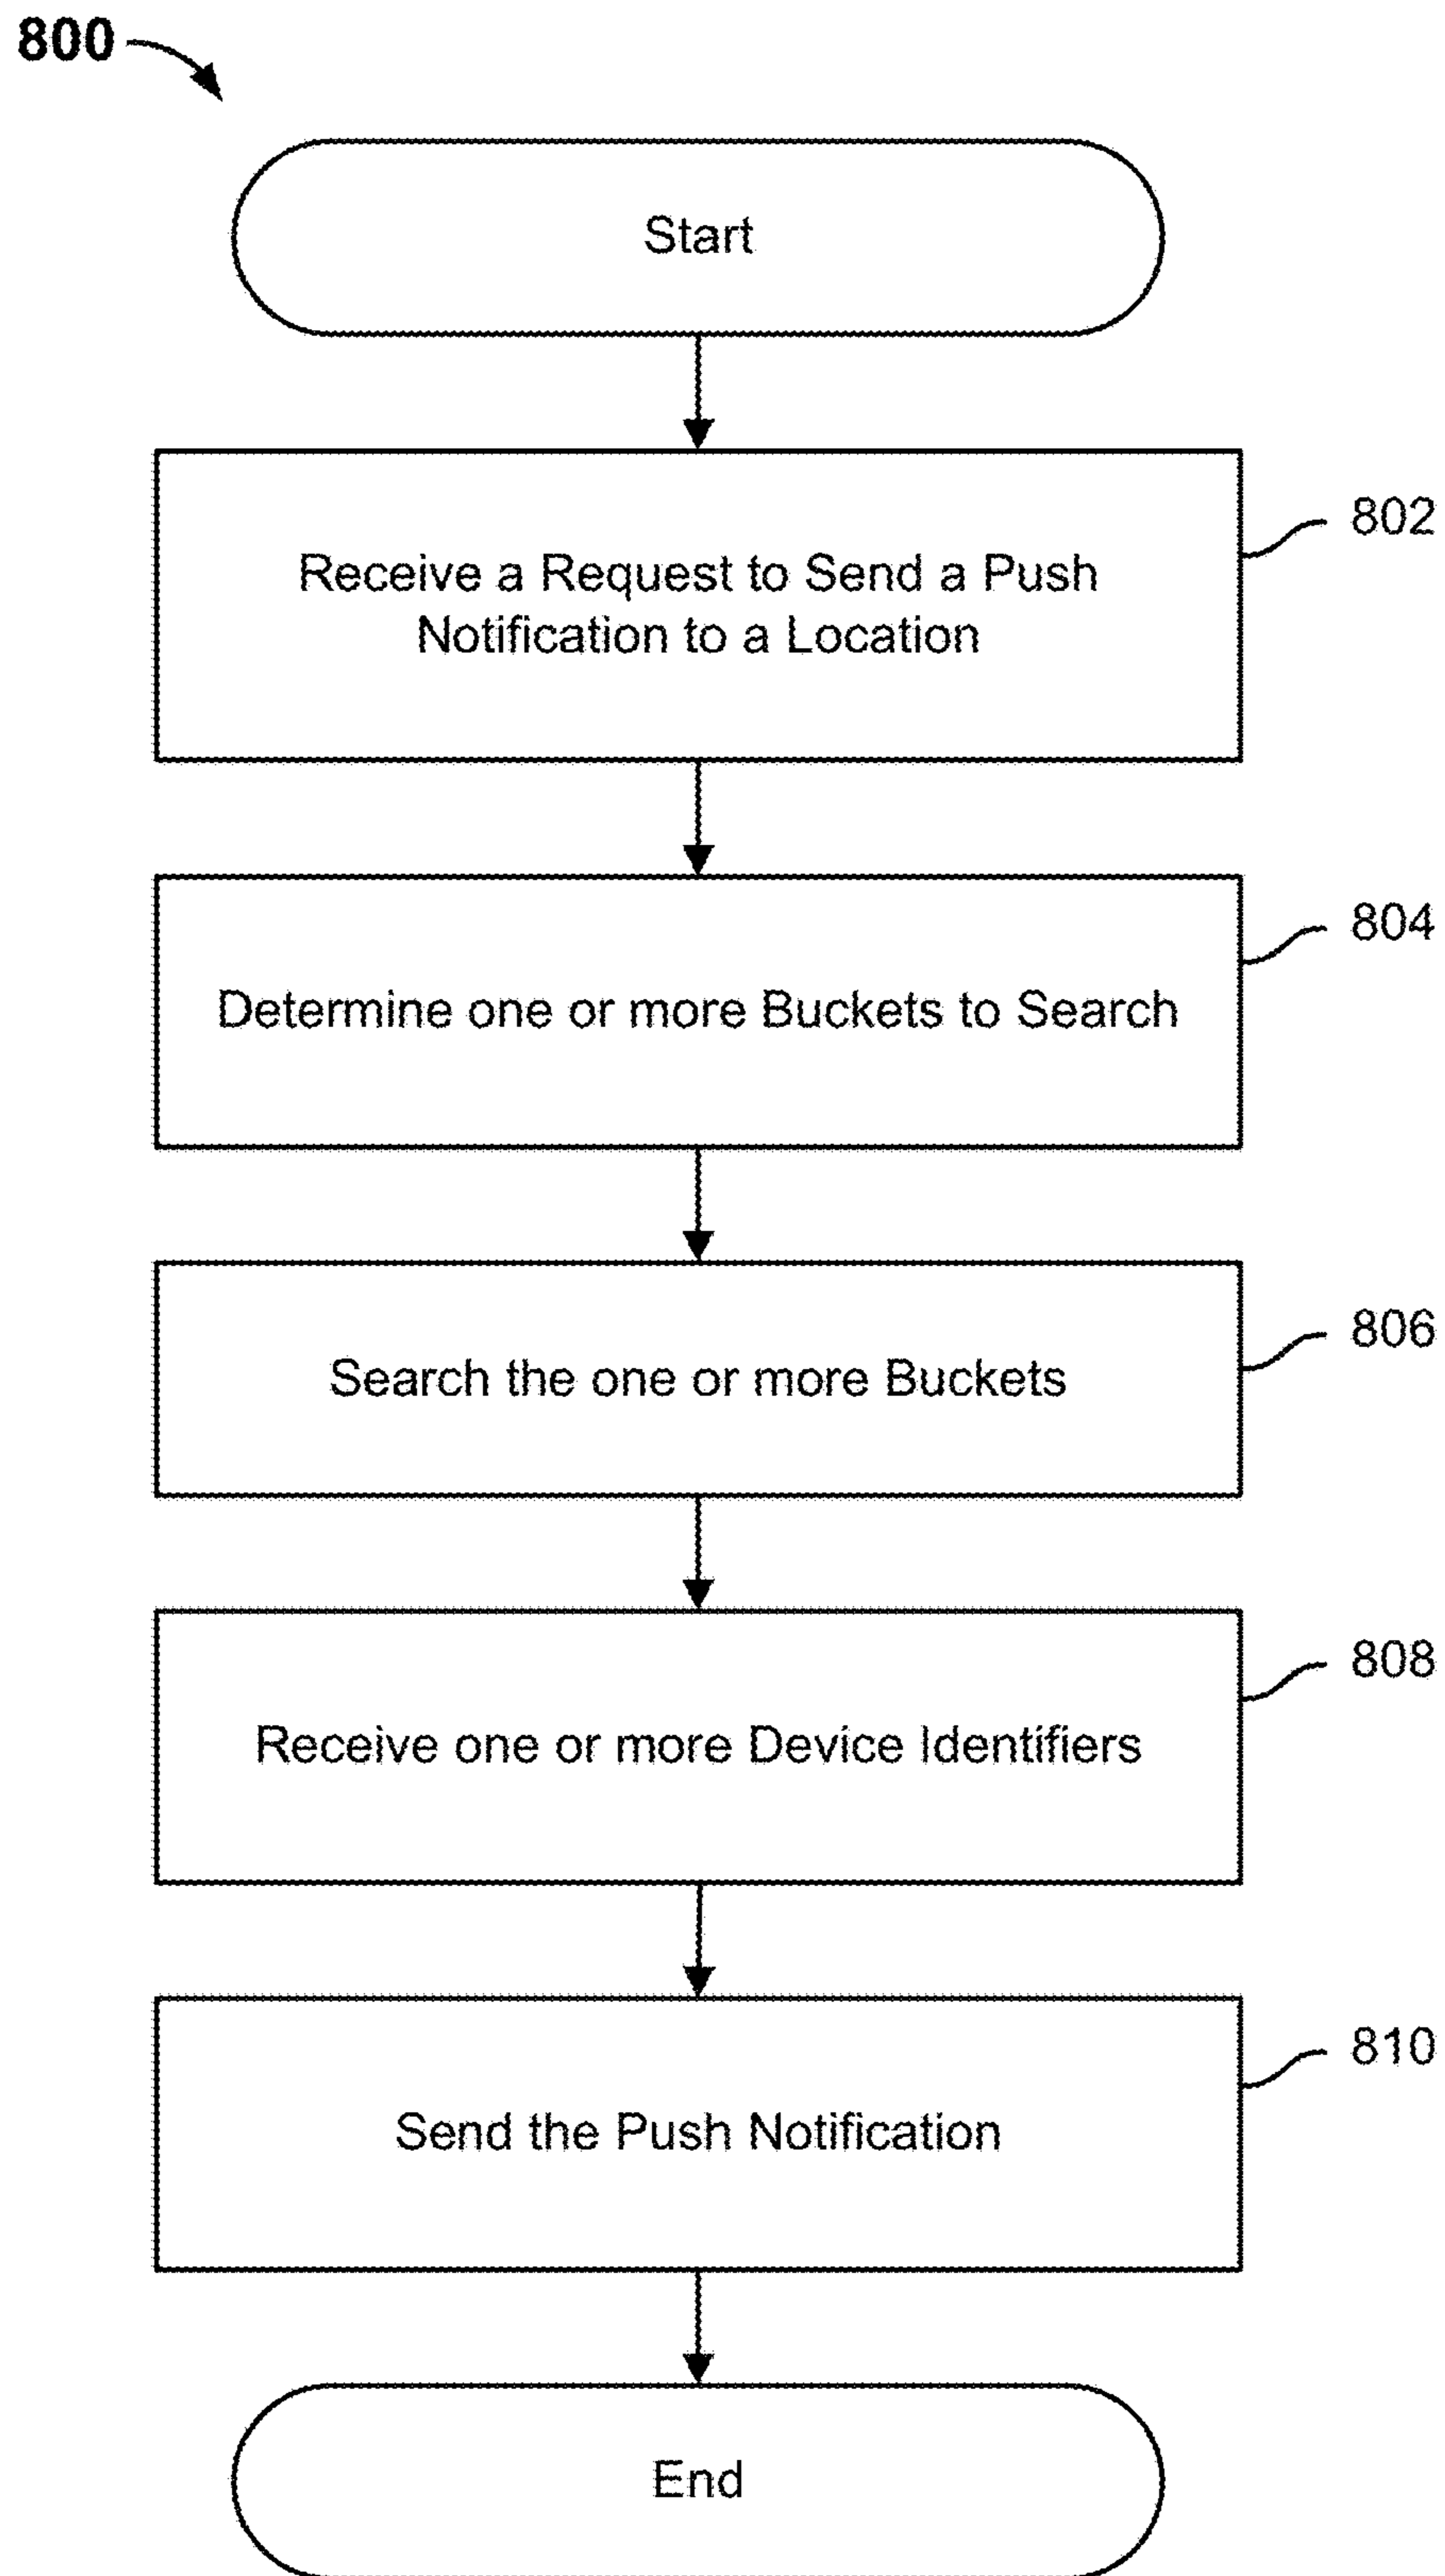 800
Start
Receive a Request to Send a Push
Notification to a Location
802
Determine one or more Buckets to Search
804
Search the one or more Buckets
806
Receive one or more Device Identifiers
808
Send the Push Notification
810
End